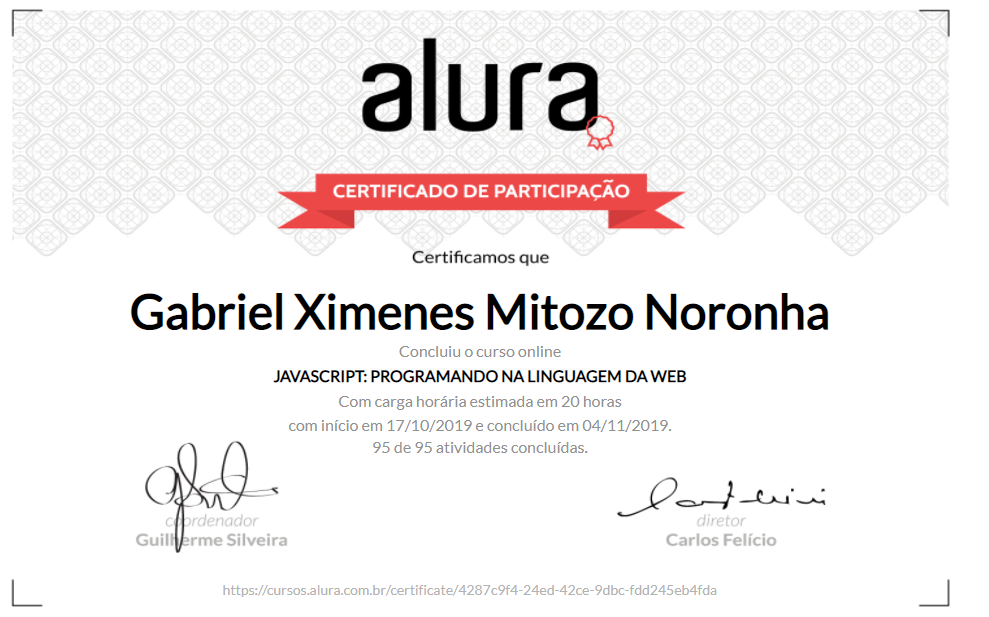 alura
CERTIFICADO DE PARTICIPAÇÃO
Certificamos que
Gabriel Ximenes Mitozo Noronha
Concluiu o curso online
JAVASCRIPT: PROGRAMANDO NA LINGUAGEM DA WEB
Com carga horária estimada em 20 horas
com início em 17/10/2019 e concluído em 04/11/2019.
95 de 95 atividades concluídas.
coordenador
Guilherme Silveira
diretor
Carlos Felício
https://cursos.alura.com.br/certificate/4287c9f4-24ed-42ce-9dbc-fdd245eb4fda